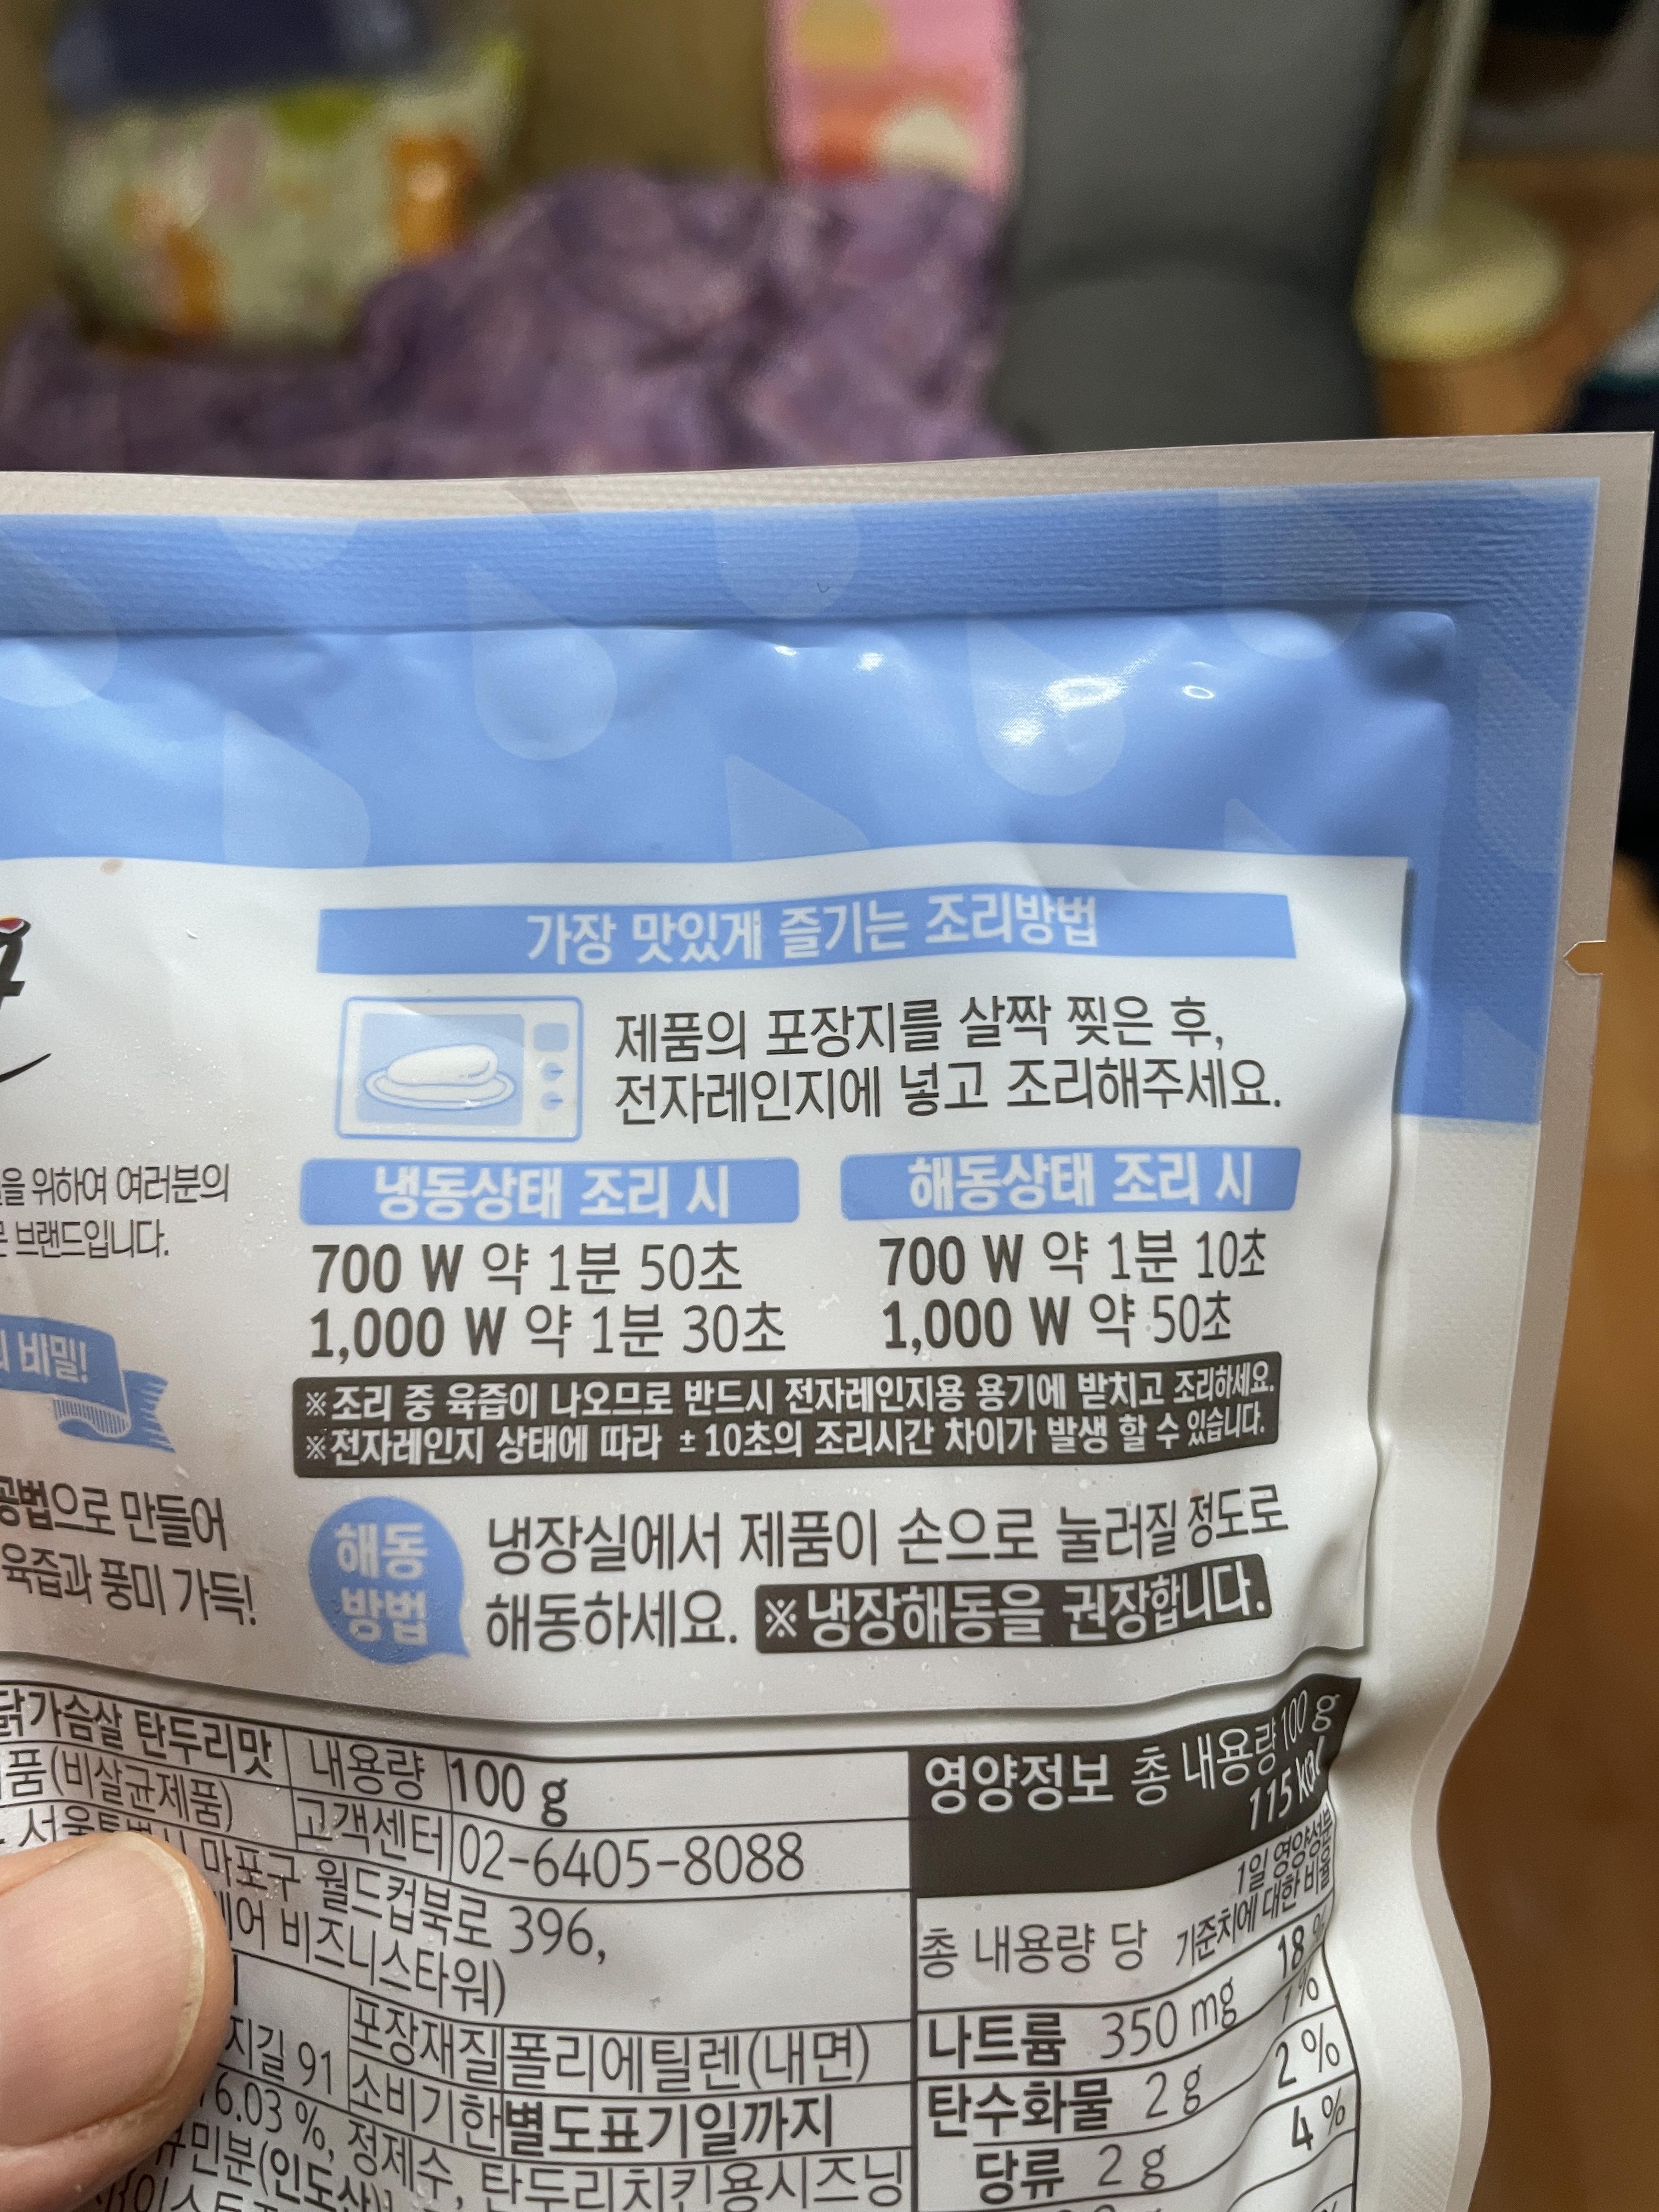 가장 맛있게 즐기는 조리방법
제품의 포장지를 살짝 찢은 후,
전자레인지에 넣고 조리해주세요.
냉동상태 조리 시
700 W 약 1분 50초
1,000 W 약 1분 30초
해동상태 조리 시
700 W 약 1분 10초
1,000 W 약 50초
※조리 중 육즙이 나오므로 반드시 전자레인지용 용기에 받치고 조리하세요.
※전자레인지 상태에 따라 ±10초의 조리시간 차이가 발생 할 수 있습니다.
해동
방법
냉장실에서 제품이 손으로 눌러질 정도로
해동하세요. ※냉장해동을 권장합니다.
을 위하여 여러분의
브랜드입니다.
비밀!
공법으로 만들어
육즙과 풍미 가득!
닭가슴살 탄두리맛
내용량 100 g
품(비살균제품)
고객센터 02-6405-8088
마포구 월드컵북로 396,
비즈니스타워)
지길 91
포장재질 폴리에틸렌(내면)
소비기한 별도표기일까지
6.03 %, 정제수, 탄두리치킨용시즈닝
큐민분(인도산)
영양정보 총 내용량 100 g
115 kcal
총 내용량 당
1일 영양성분
기준치에 대한 비율
나트륨 350 mg 18 %
탄수화물 2 g 1 %
당류 2 g 2 %
4 %